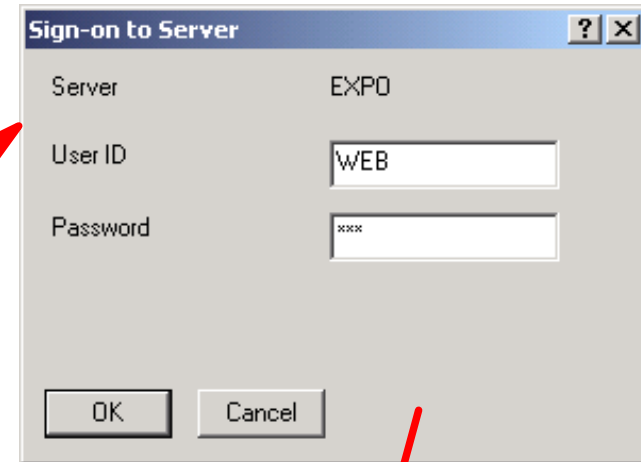 Sign-on to Server ? X
Server EXPO
User ID WEB
Password ***
OK Cancel